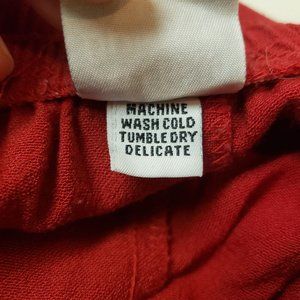 MACHINE
WASH COLD
TUMBLE DRY
DELICATE